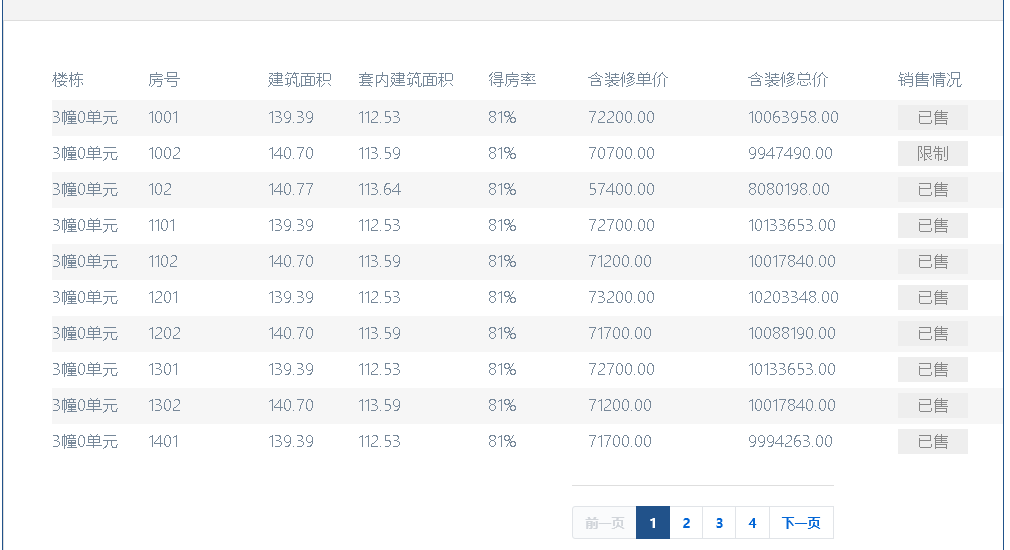 楼栋 房号 建筑面积 套内建筑面积 得房率 含装修单价 含装修总价 销售情况
3幢0单元 1001 139.39 112.53 81% 72200.00 10063958.00 已售
3幢0单元 1002 140.70 113.59 81% 70700.00 9947490.00 限制
3幢0单元 102 140.77 113.64 81% 57400.00 8080198.00 已售
3幢0单元 1101 139.39 112.53 81% 72700.00 10133653.00 已售
3幢0单元 1102 140.70 113.59 81% 71200.00 10017840.00 已售
3幢0单元 1201 139.39 112.53 81% 73200.00 10203348.00 已售
3幢0单元 1202 140.70 113.59 81% 71700.00 10088190.00 已售
3幢0单元 1301 139.39 112.53 81% 72700.00 10133653.00 已售
3幢0单元 1302 140.70 113.59 81% 71200.00 10017840.00 已售
3幢0单元 1401 139.39 112.53 81% 71700.00 9994263.00 已售
前一页 1 2 3 4 下一页